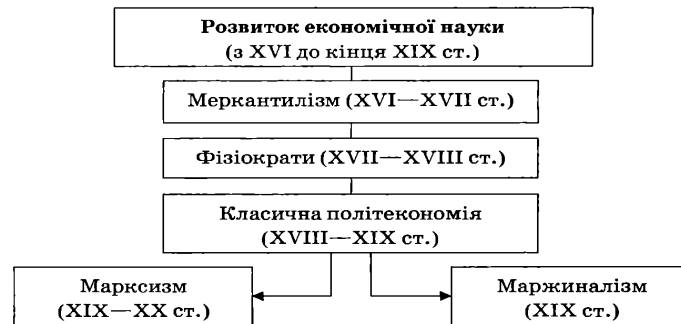 Розвиток економічної науки
(з XVI до кінця XIX ст.)
Меркантилізм (XVI—XVII ст.)
Фізіократи (XVII—XVIII ст.)
Класична політекономія
(XVIII—XIX ст.)
Марксизм
(XIX—XX ст.)
Маржиналізм
(XIX ст.)